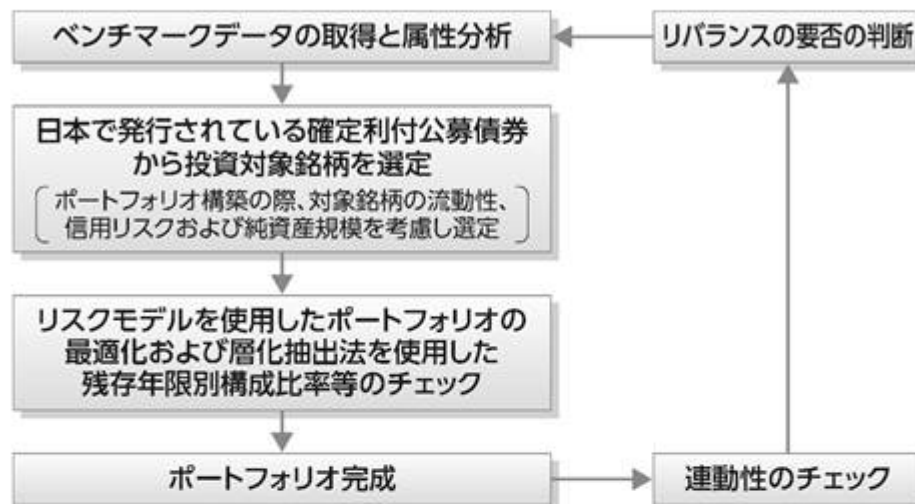 ベンチマークデータの取得と属性分析
リバランスの要否の判断
日本で発行されている確定利付公募債券
から投資対象銘柄を選定
ポートフォリオ構築の際、対象銘柄の流動性、
信用リスクおよび純資産規模を考慮し選定
リスクモデルを使用したポートフォリオの
最適化および層化抽出法を使用した
残存年限別構成比率等のチェック
ポートフォリオ完成
連動性のチェック